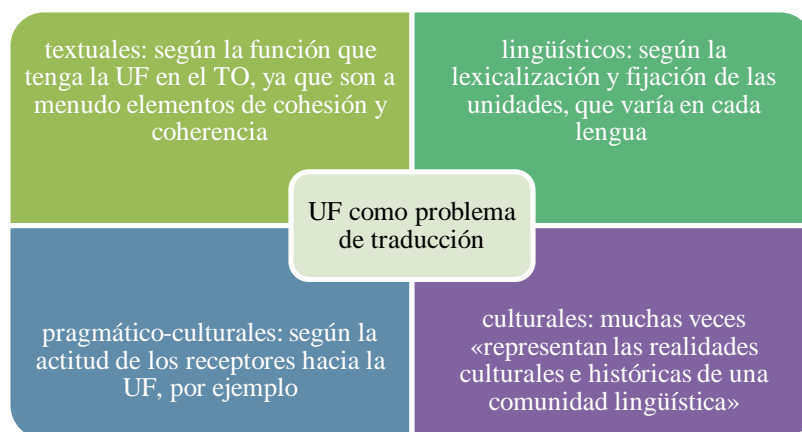 textuales: según la función que
tenga la UF en el TO, ya que son a
menudo elementos de cohesión y
coherencia
lingüísticos: según la
lexicalización y fijación de las
unidades, que varía en cada
lengua
UF como problema
de traducción
pragmático-culturales: según la
actitud de los receptores hacia la
UF, por ejemplo
culturales: muchas veces
«representan las realidades
culturales e históricas de una
comunidad lingüística»